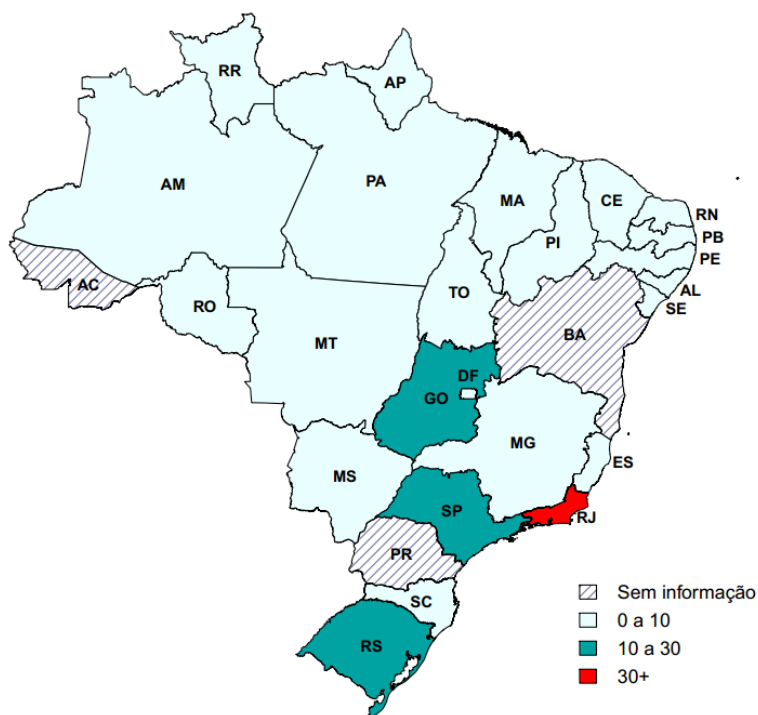 RR
AP
AM
PA
MA
CE
RN
PB
PI
PE
AC
TO
AL
RO
SE
MT
BA
DF
GO
MG
ES
MS
SP
RJ
PR
SC
RS
Sem informação
0 a 10
10 a 30
30+